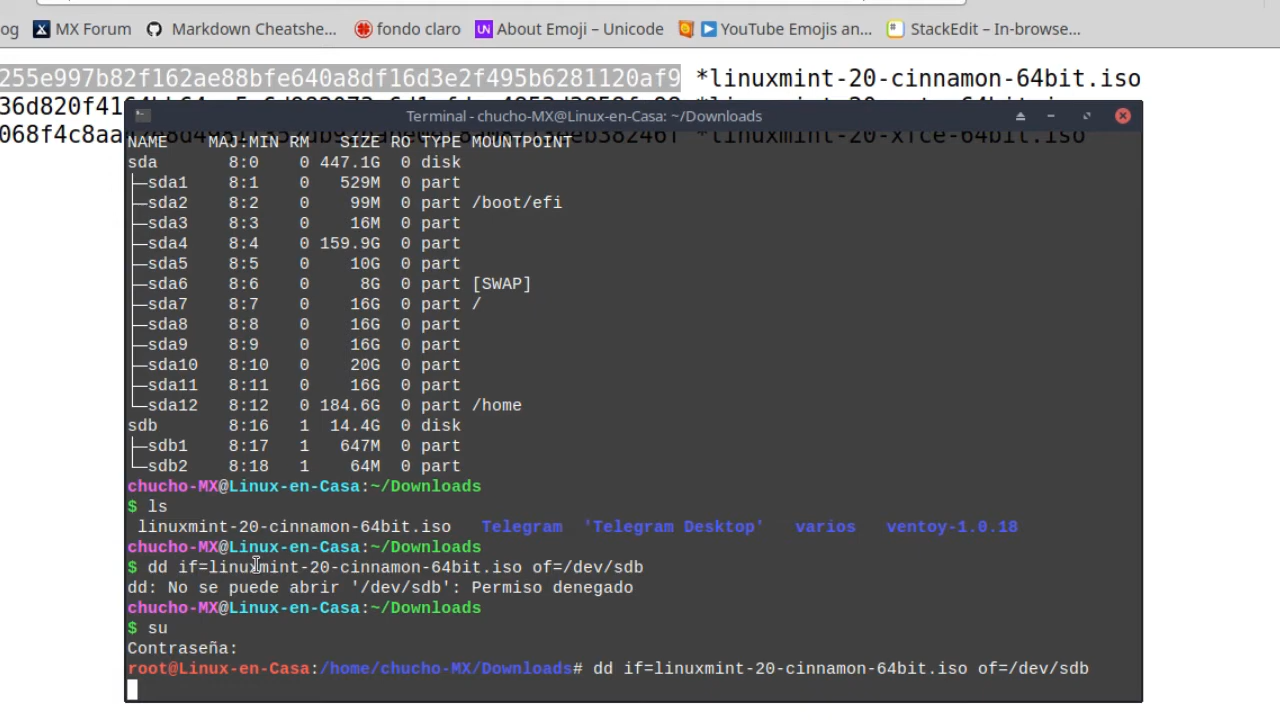 og MX Forum Markdown Cheatshe... fondo claro UN About Emoji – Unicode YouTube Emojis an... StackEdit – In-browse...
255e997b82f162ae88bfe640a8df16d3e2f495b6281120af9 *linuxmint-20-cinnamon-64bit.iso
36d820f41
068f4c8aa *linuxmint-20-xfce-64bit.iso
Terminal - chucho-MX@Linux-en-Casa: ~/Downloads
NAME MAJ:MIN RM SIZE RO TYPE MOUNTPOINT
sda 8:0 0 447.1G 0 disk
├─sda1 8:1 0 529M 0 part
├─sda2 8:2 0 99M 0 part /boot/efi
├─sda3 8:3 0 16M 0 part
├─sda4 8:4 0 159.9G 0 part
├─sda5 8:5 0 10G 0 part
├─sda6 8:6 0 8G 0 part [SWAP]
├─sda7 8:7 0 16G 0 part /
├─sda8 8:8 0 16G 0 part
├─sda9 8:9 0 16G 0 part
├─sda10 8:10 0 20G 0 part
├─sda11 8:11 0 16G 0 part
└─sda12 8:12 0 184.6G 0 part /home
sdb 8:16 1 14.4G 0 disk
├─sdb1 8:17 1 647M 0 part
└─sdb2 8:18 1 64M 0 part
chucho-MX@Linux-en-Casa:~/Downloads
$ ls
linuxmint-20-cinnamon-64bit.iso Telegram 'Telegram Desktop' varios ventoy-1.0.18
chucho-MX@Linux-en-Casa:~/Downloads
$ dd if=linuxmint-20-cinnamon-64bit.iso of=/dev/sdb
dd: No se puede abrir '/dev/sdb': Permiso denegado
chucho-MX@Linux-en-Casa:~/Downloads
$ su
Contraseña:
root@Linux-en-Casa:/home/chucho-MX/Downloads# dd if=linuxmint-20-cinnamon-64bit.iso of=/dev/sdb